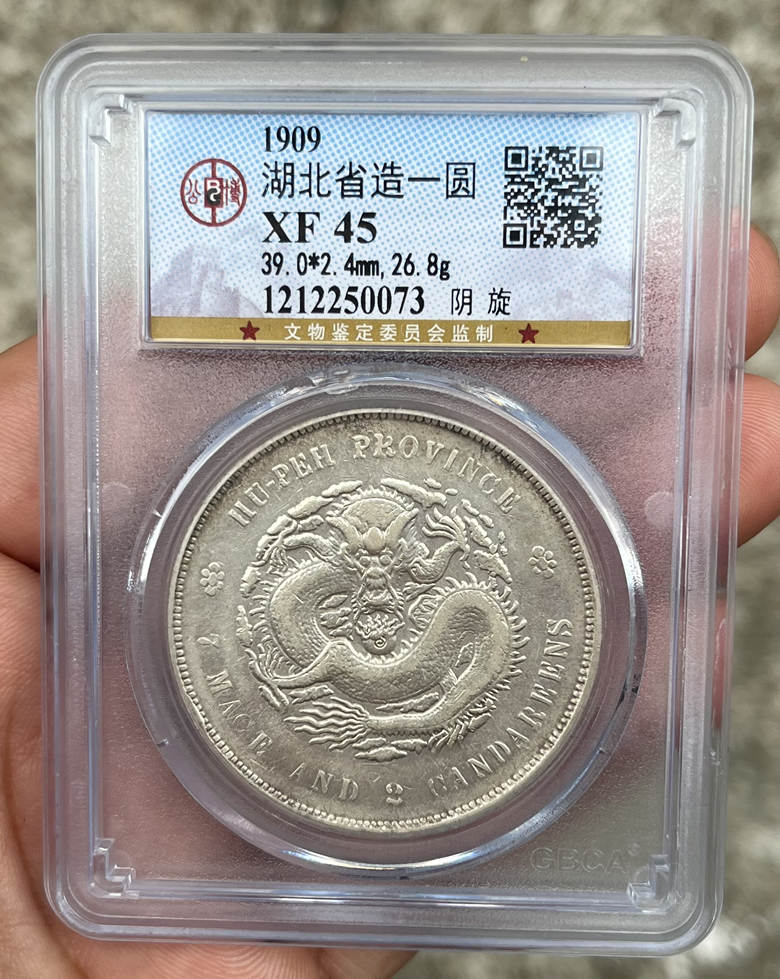 1909
湖北省造一圆
XF 45
39.0*2.4mm,26.8g
1212250073 阴 旋
★ 文物鉴定委员会监制 ★
HU-PEH PROVINCE
7 MACE AND 2 CANDAREENS
GBCA